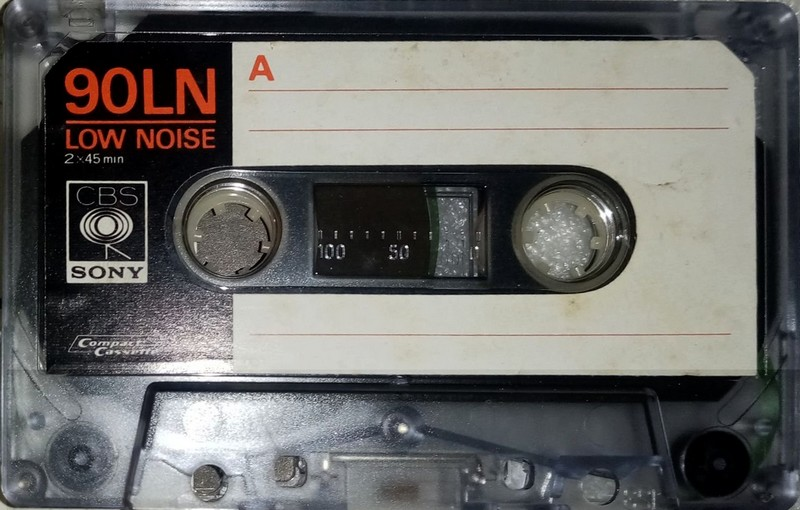 90LN
LOW NOISE
2×45min
CBS
SONY
Compact
Cassette
A
100 50